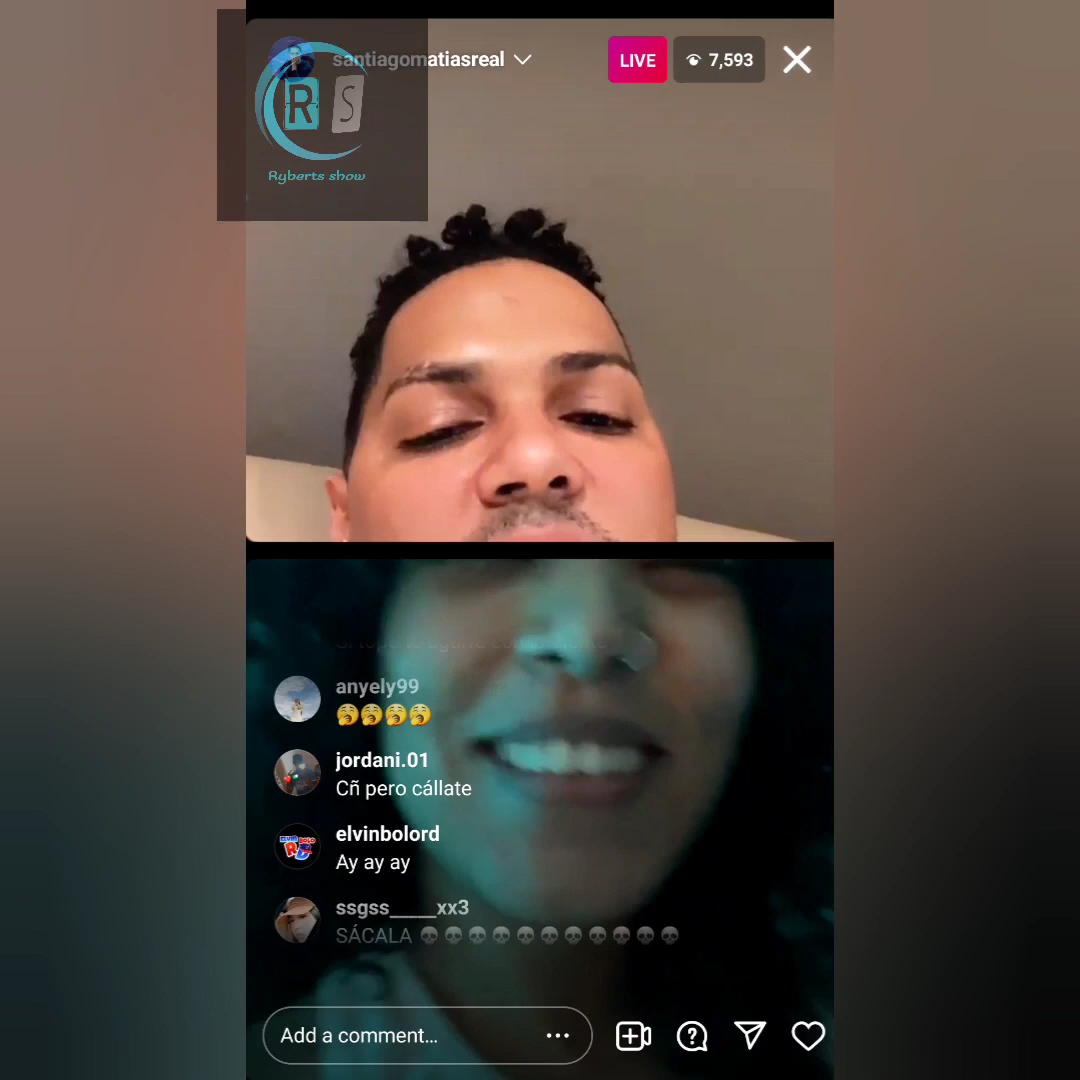 santiagomatiasreal
LIVE
7,593
R S
Ryberts show
anyely99
jordani.01
Cñ pero cállate
elvinbolord
Ay ay ay
ssgss_____xx3
SÁCALA 💀💀💀💀💀💀💀💀💀💀💀
Add a comment...